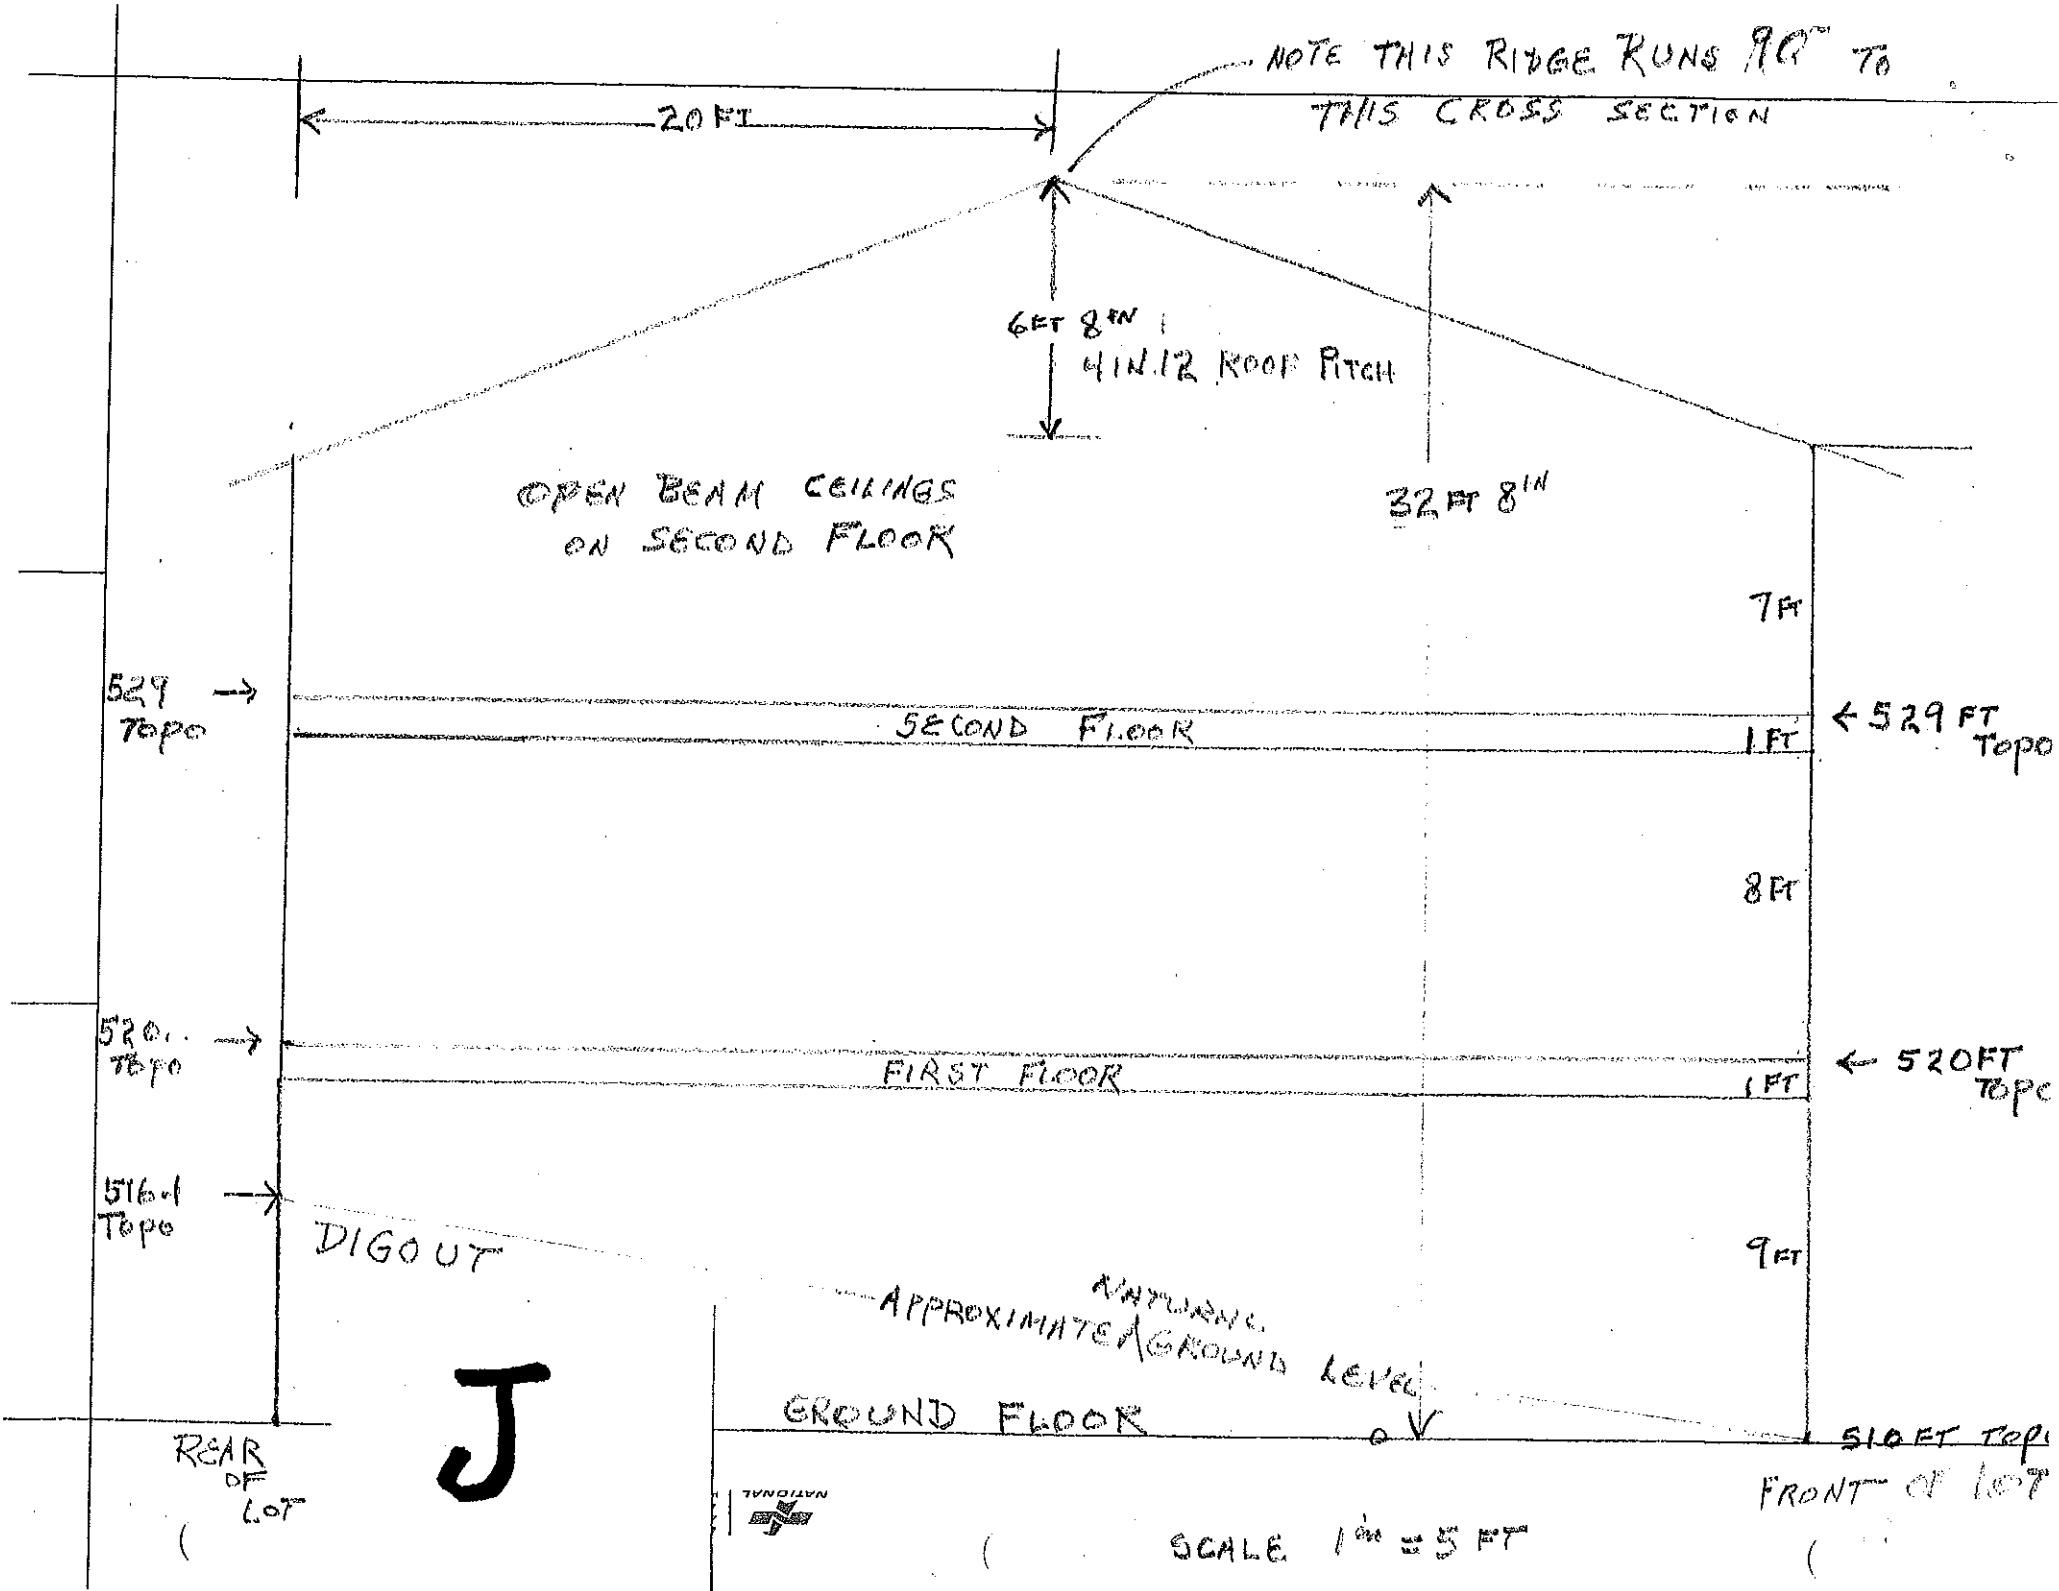 NOTE THIS RIDGE RUNS 90° TO
THIS CROSS SECTION
20 FT
6 FT 8 IN
4 IN 12 ROOF PITCH
OPEN BEAM CEILINGS
ON SECOND FLOOR
32 FT 8 IN
7 FT
529
TOPO
SECOND FLOOR
1 FT
529 FT
TOPO
8 FT
520
TOPO
FIRST FLOOR
1 FT
520 FT
TOPO
516.1
TOPO
DIGOUT
9 FT
NATURAL
APPROXIMATE GROUND LEVEL
J
GROUND FLOOR
510 FT TOPO
REAR
OF
LOT
FRONT OF LOT
NATIONAL
SCALE 1 in = 5 FT